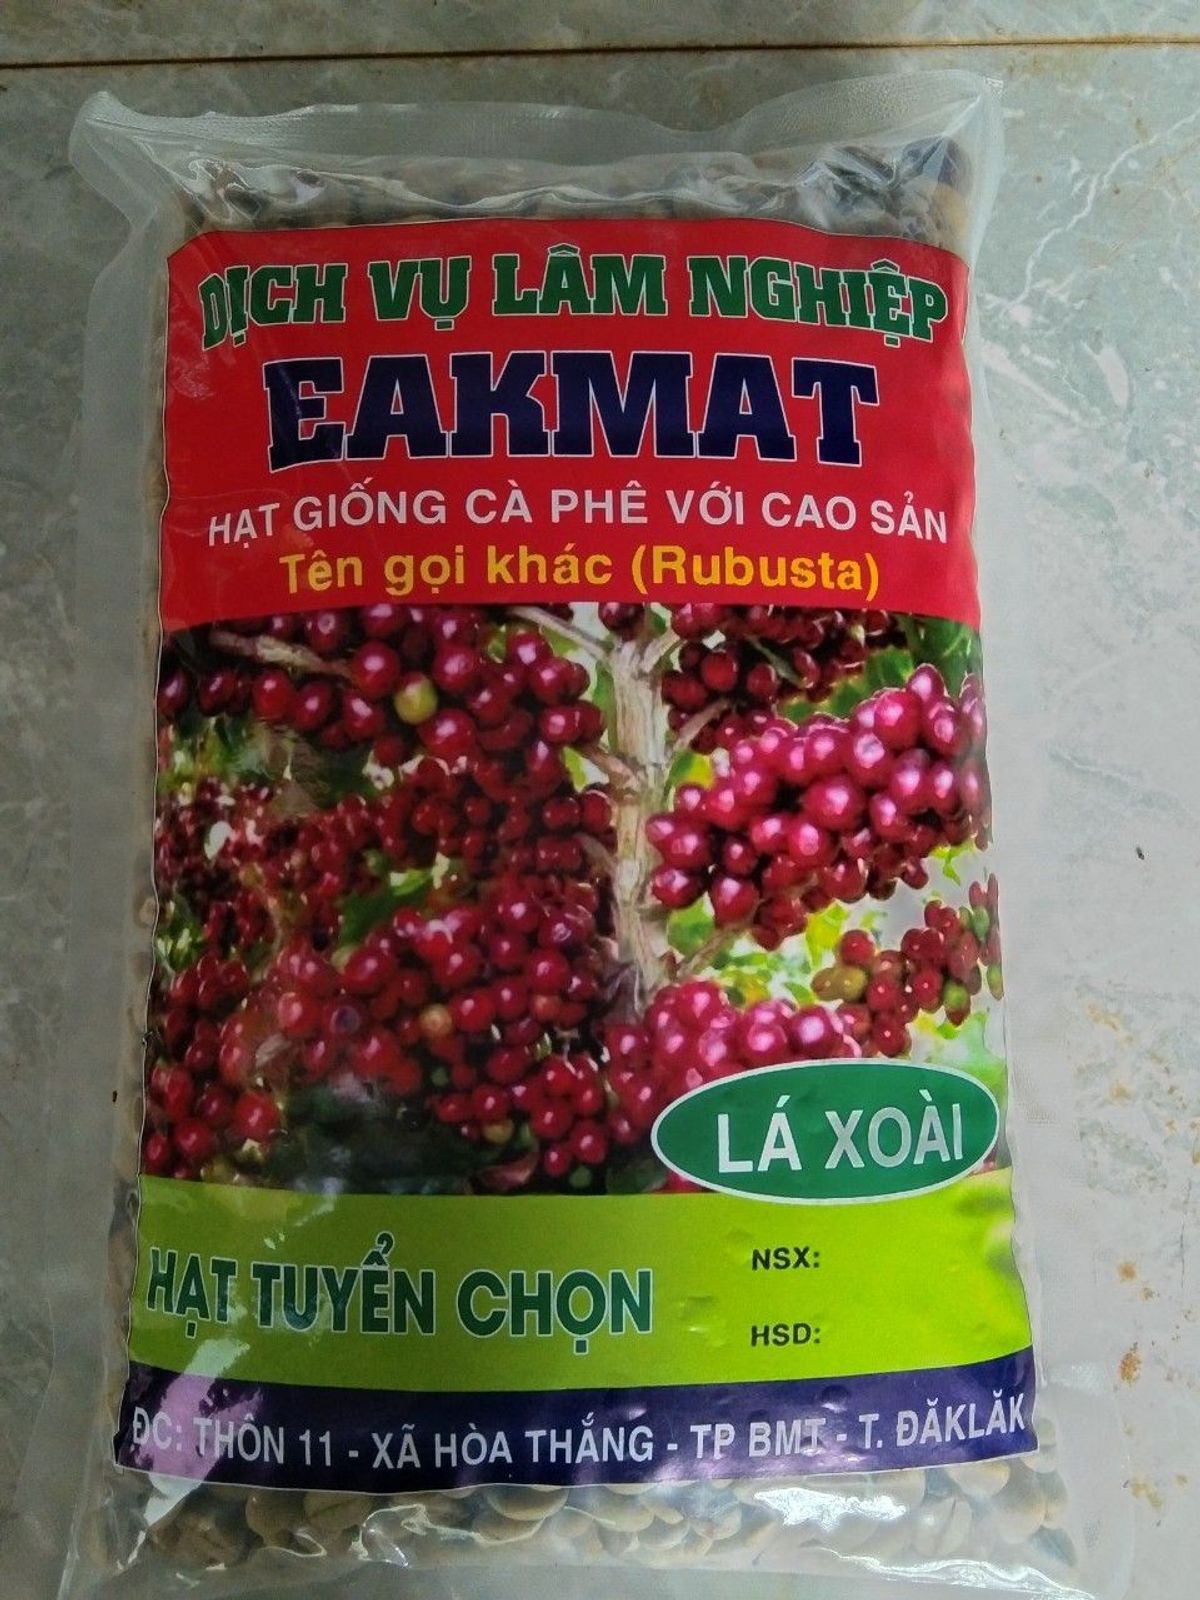 DỊCH VỤ LÂM NGHIỆP
EAKMAT
HẠT GIỐNG CÀ PHÊ VỚI CAO SẢN
Tên gọi khác (Rubusta)
LÁ XOÀI
HẠT TUYỂN CHỌN
NSX:
HSD:
ĐC: THÔN 11 - XÃ HÒA THẮNG - TP BMT - T. ĐĂKLĂK